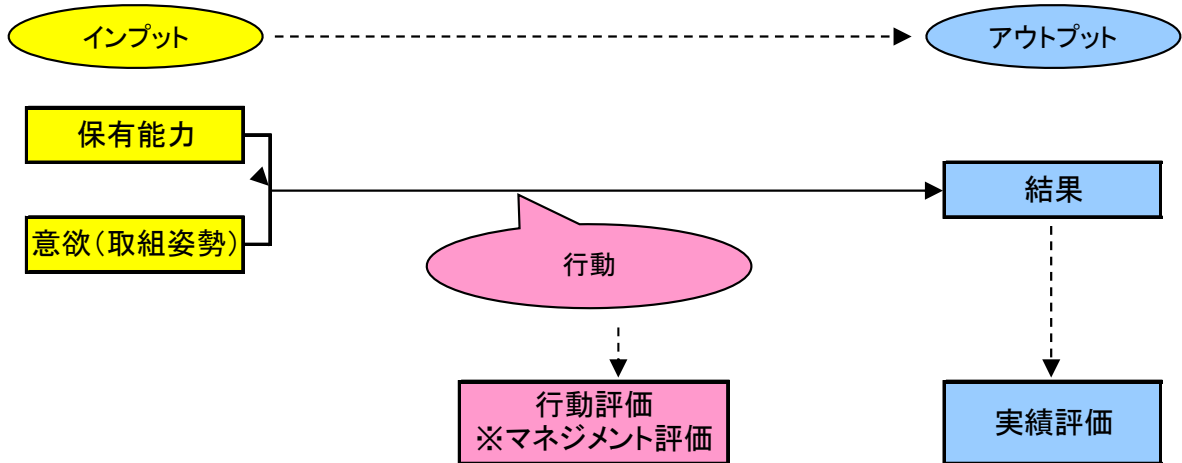 インプット
アウトプット
保有能力
意欲(取組姿勢)
結果
行動
行動評価
※マネジメント評価
実績評価